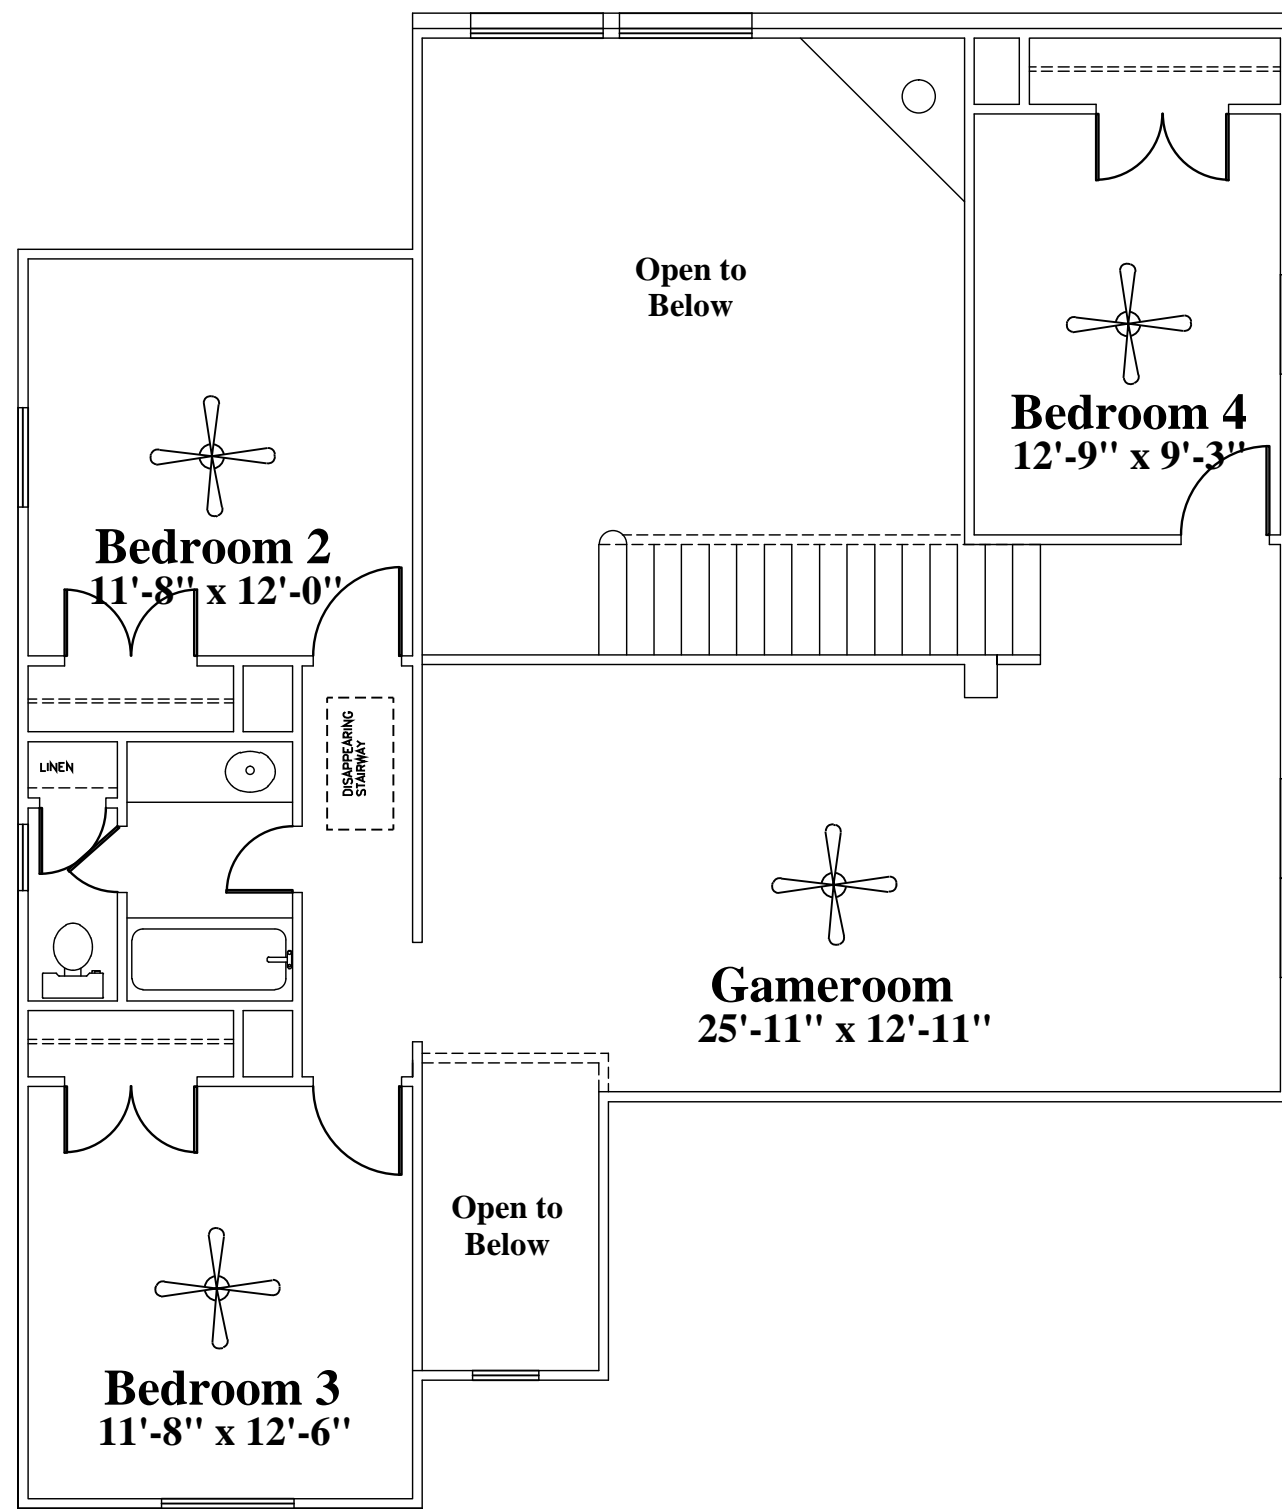 Open to
Below
Bedroom 4
12'-9" x 9'-3"
Bedroom 2
11'-8" x 12'-0"
LINEN
DISAPPEARING
STAIRWAY
Gameroom
25'-11" x 12'-11"
Open to
Below
Bedroom 3
11'-8" x 12'-6"